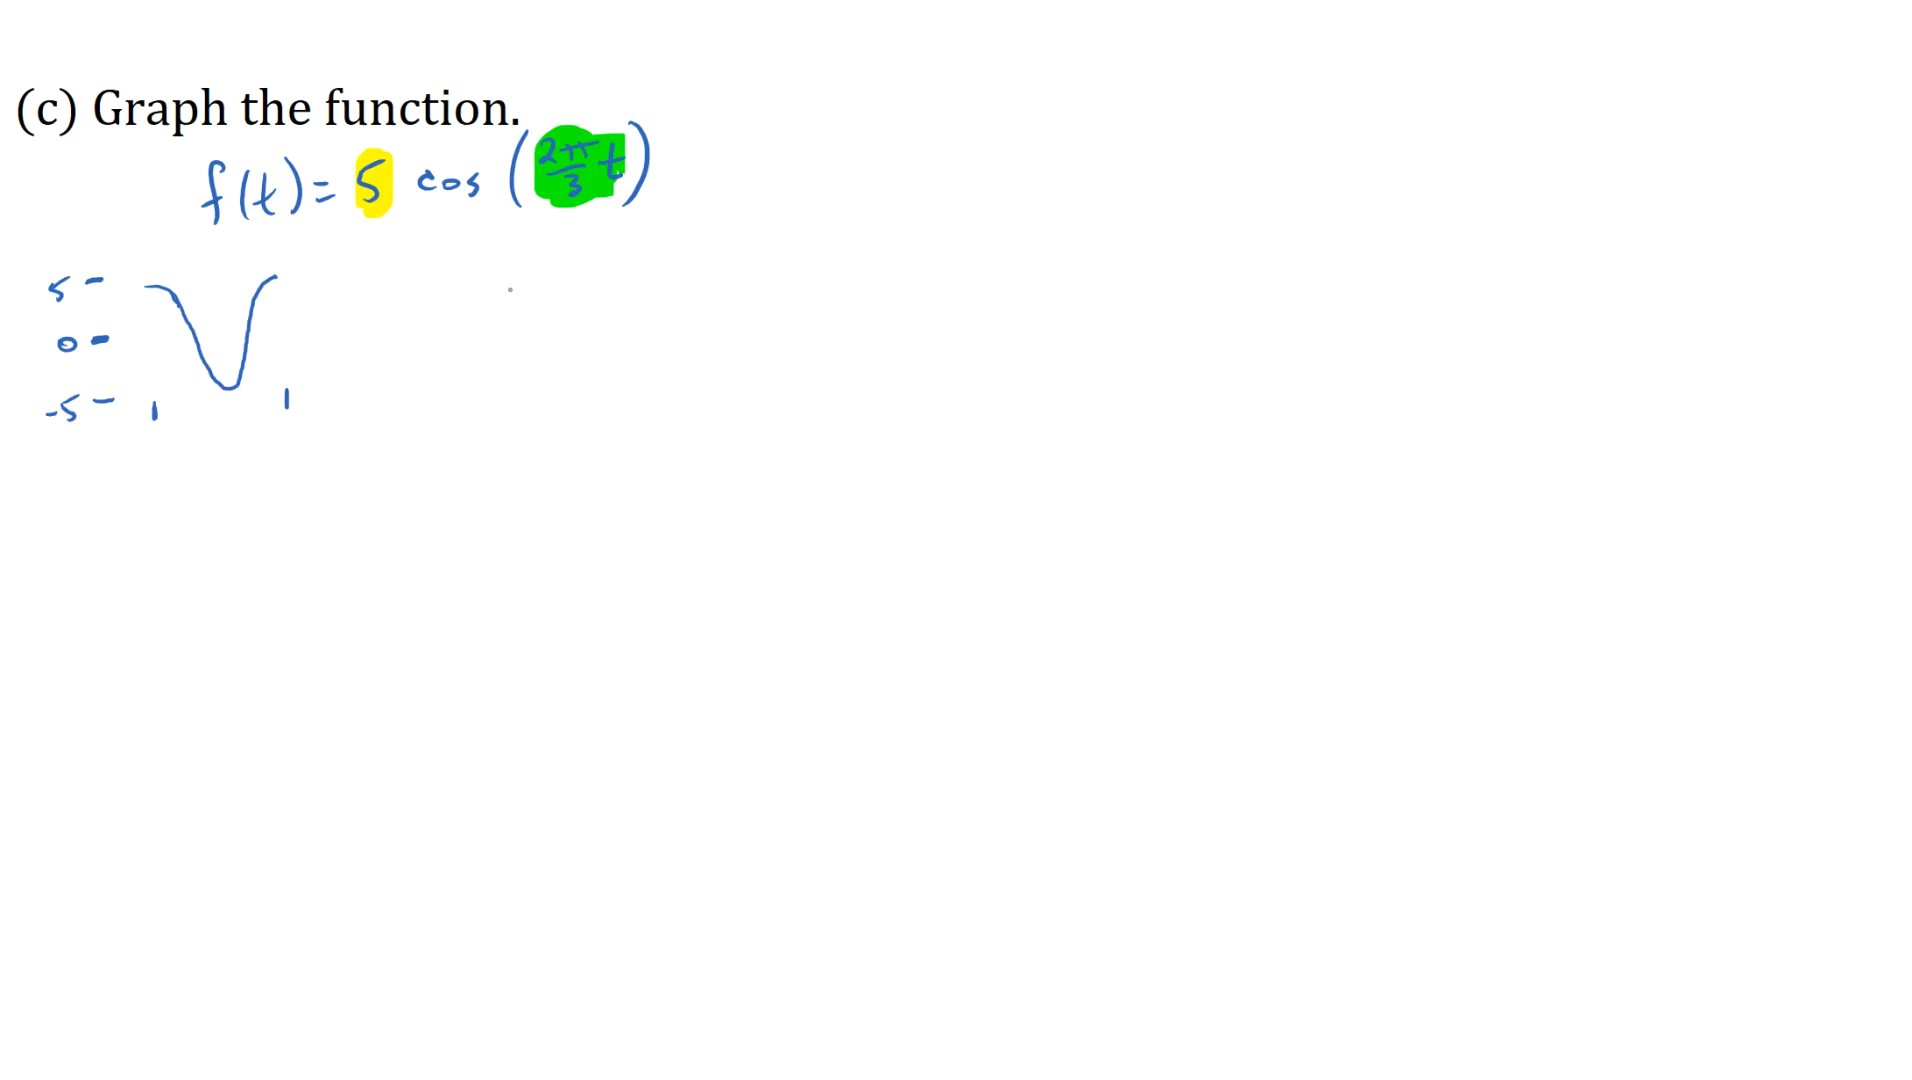 (c) Graph the function.
f(t) = 5 cos (2π/3 t)
5 -
0 -
-5 -